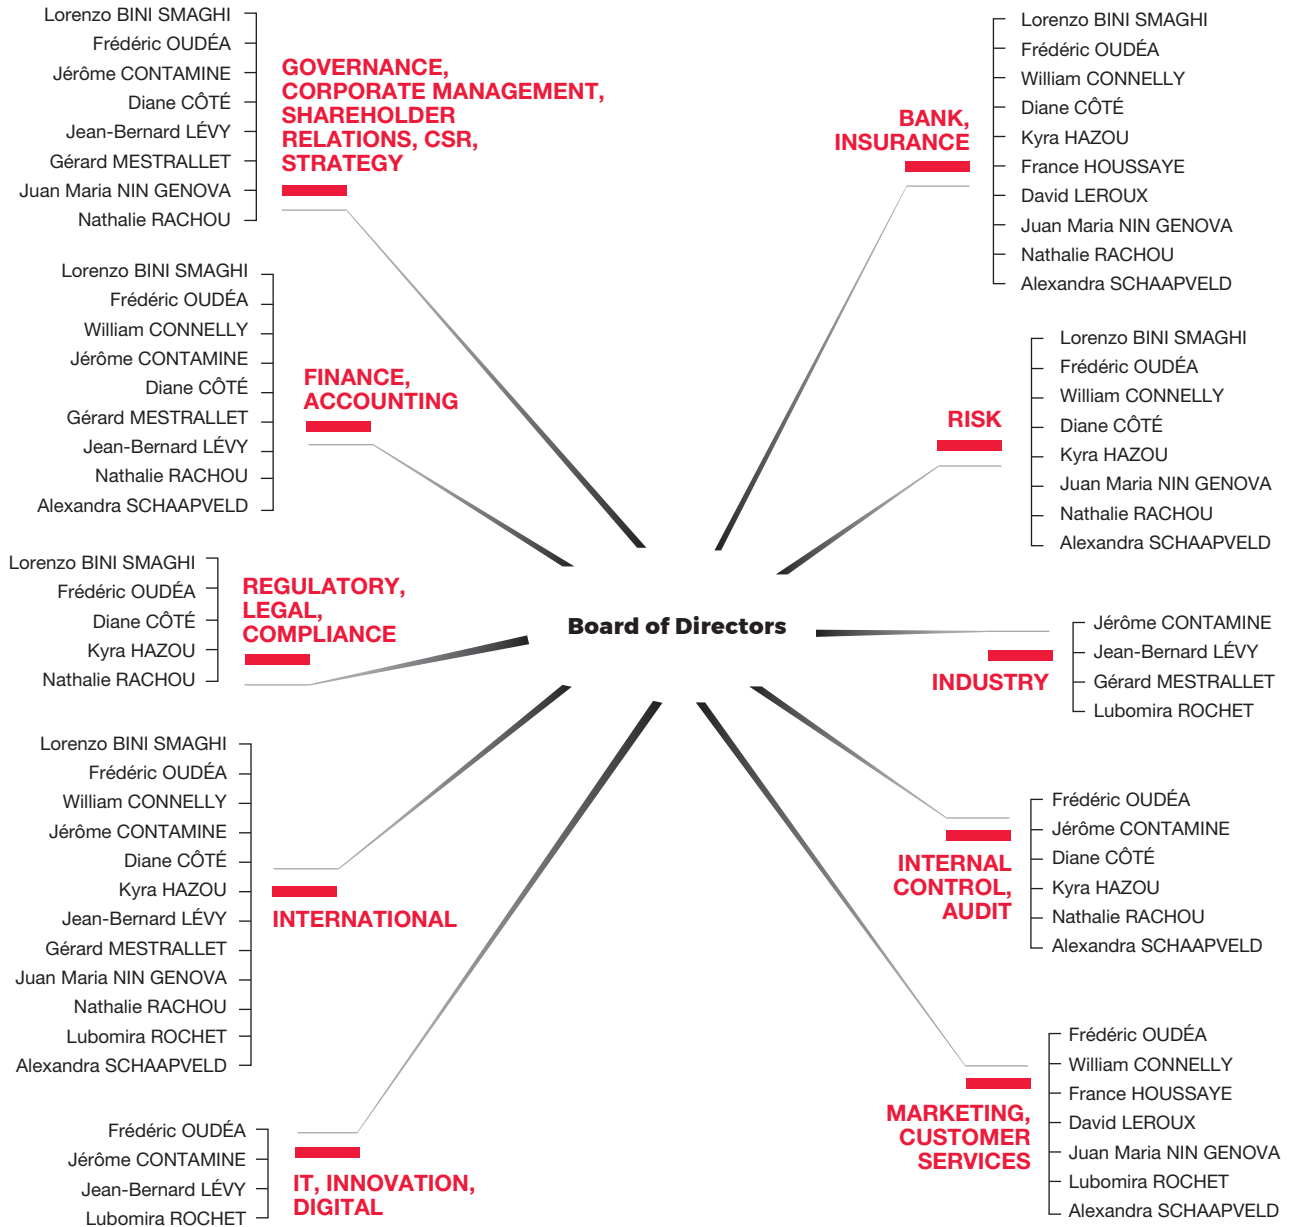 Lorenzo BINI SMAGHI
Frédéric OUDÉA
Jérôme CONTAMINE
Diane CÔTÉ
Jean-Bernard LÉVY
Gérard MESTRALLET
Juan Maria NIN GENOVA
Nathalie RACHOU
GOVERNANCE,
CORPORATE MANAGEMENT,
SHAREHOLDER
RELATIONS, CSR,
STRATEGY
Lorenzo BINI SMAGHI
Frédéric OUDÉA
William CONNELLY
Jérôme CONTAMINE
Diane CÔTÉ
Gérard MESTRALLET
Jean-Bernard LÉVY
Nathalie RACHOU
Alexandra SCHAAPVELD
FINANCE,
ACCOUNTING
Lorenzo BINI SMAGHI
Frédéric OUDÉA
Diane CÔTÉ
Kyra HAZOU
Nathalie RACHOU
REGULATORY,
LEGAL,
COMPLIANCE
Lorenzo BINI SMAGHI
Frédéric OUDÉA
William CONNELLY
Jérôme CONTAMINE
Diane CÔTÉ
Kyra HAZOU
Jean-Bernard LÉVY
Gérard MESTRALLET
Juan Maria NIN GENOVA
Nathalie RACHOU
Lubomira ROCHET
Alexandra SCHAAPVELD
INTERNATIONAL
Frédéric OUDÉA
Jérôme CONTAMINE
Jean-Bernard LÉVY
Lubomira ROCHET
IT, INNOVATION,
DIGITAL
Board of Directors
BANK,
INSURANCE
Lorenzo BINI SMAGHI
Frédéric OUDÉA
William CONNELLY
Diane CÔTÉ
Kyra HAZOU
France HOUSSAYE
David LEROUX
Juan Maria NIN GENOVA
Nathalie RACHOU
Alexandra SCHAAPVELD
RISK
Lorenzo BINI SMAGHI
Frédéric OUDÉA
William CONNELLY
Diane CÔTÉ
Kyra HAZOU
Juan Maria NIN GENOVA
Nathalie RACHOU
Alexandra SCHAAPVELD
INDUSTRY
Jérôme CONTAMINE
Jean-Bernard LÉVY
Gérard MESTRALLET
Lubomira ROCHET
INTERNAL
CONTROL,
AUDIT
Frédéric OUDÉA
Jérôme CONTAMINE
Diane CÔTÉ
Kyra HAZOU
Nathalie RACHOU
Alexandra SCHAAPVELD
MARKETING,
CUSTOMER
SERVICES
Frédéric OUDÉA
William CONNELLY
France HOUSSAYE
David LEROUX
Juan Maria NIN GENOVA
Lubomira ROCHET
Alexandra SCHAAPVELD